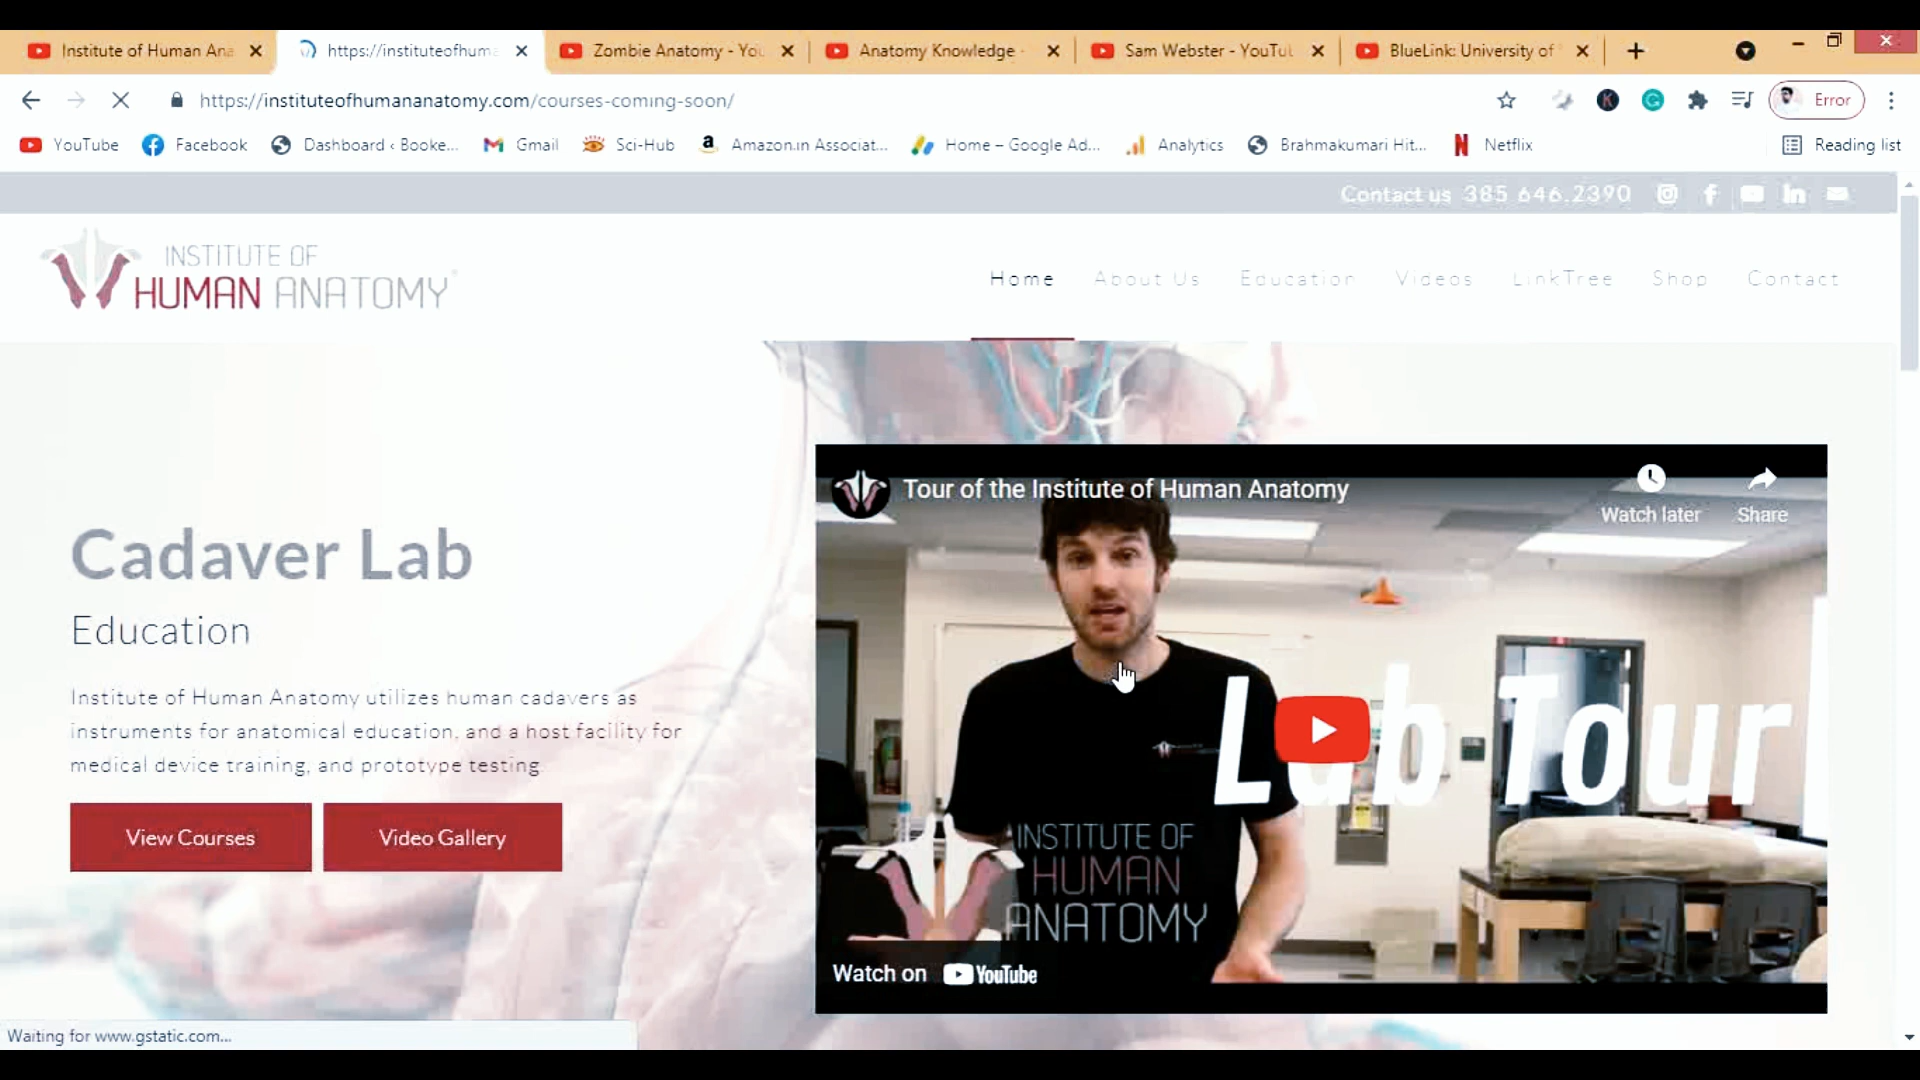 Institute of Human Ana
https://instituteofhuma
Zombie Anatomy - You
Anatomy Knowledge -
Sam Webster - YouTub
BlueLink: University of
https://instituteofhumananatomy.com/courses-coming-soon/
Error
YouTube
Facebook
Dashboard ‹ Booke...
Gmail
Sci-Hub
Amazon.in Associat...
Home – Google Ad...
Analytics
Brahmakumari Hit...
Netflix
Reading list
Contact us 385.646.2390
INSTITUTE OF
HUMAN ANATOMY
Home
About Us
Education
Videos
LinkTree
Shop
Contact
Cadaver Lab
Education
Institute of Human Anatomy utilizes human cadavers as
instruments for anatomical education, and a host facility for
medical device training, and prototype testing.
View Courses
Video Gallery
Tour of the Institute of Human Anatomy
Watch later
Share
Lab Tour
INSTITUTE OF
HUMAN
ANATOMY
Watch on YouTube
Waiting for www.gstatic.com...